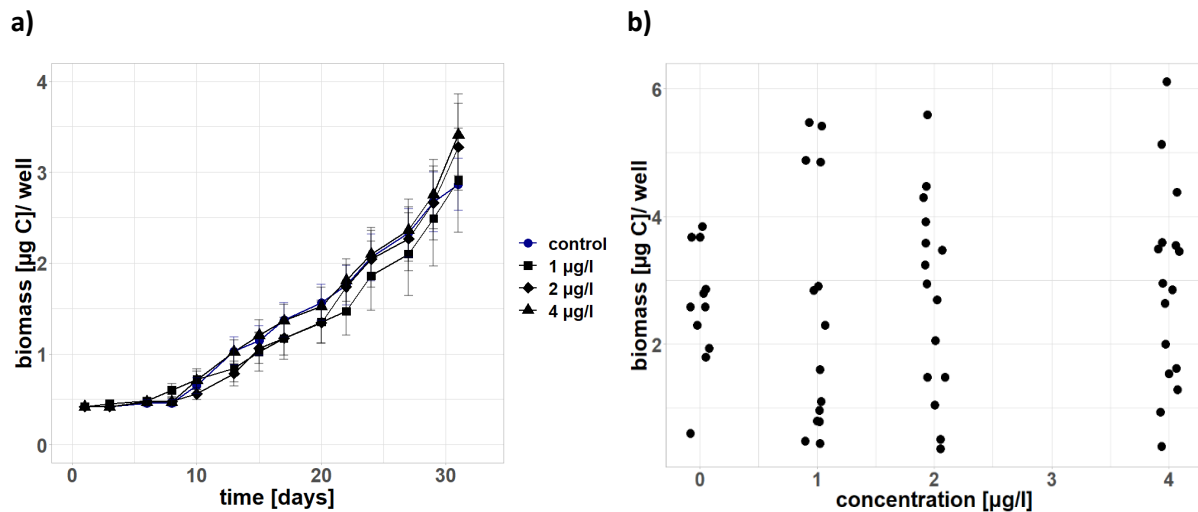 a)
biomass [µg C]/ well
4
3
2
1
0
0 10 20 30
time [days]
control
1 µg/l
2 µg/l
4 µg/l
b)
biomass [µg C]/ well
6
4
2
0 1 2 3 4
concentration [µg/l]